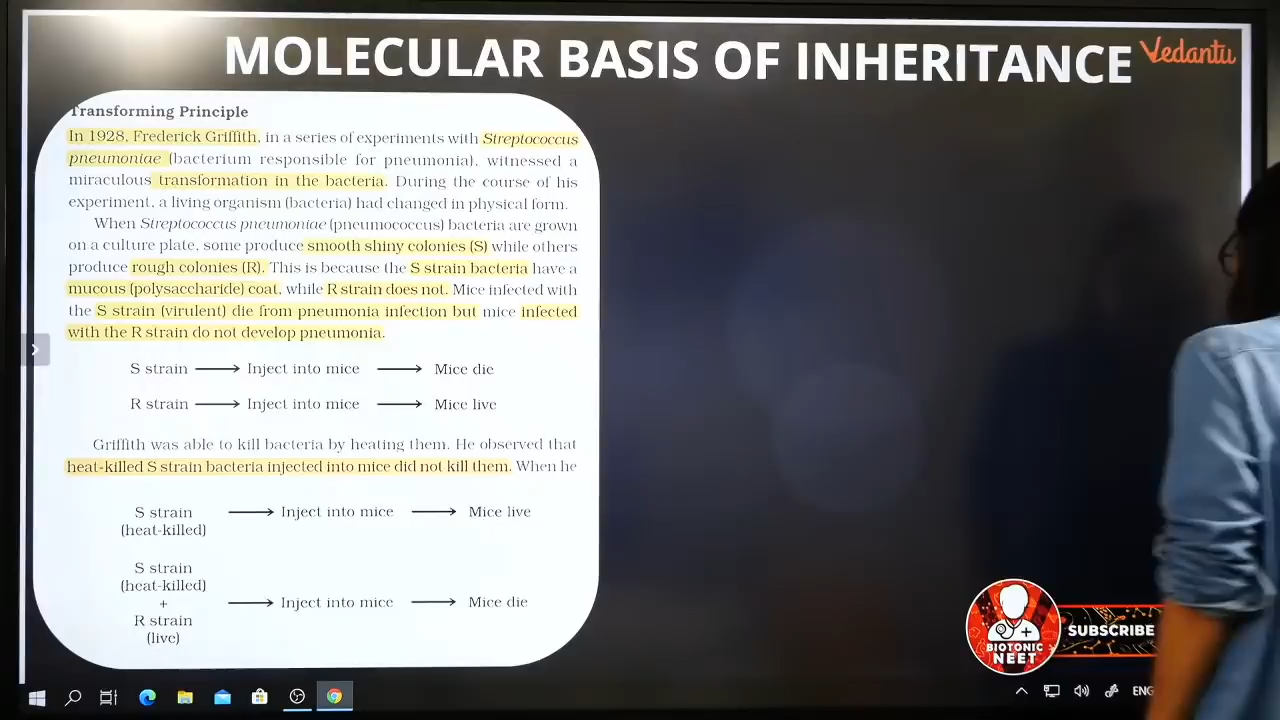 MOLECULAR BASIS OF INHERITANCE
Vedantu
Transforming Principle
In 1928, Frederick Griffith, in a series of experiments with Streptococcus
pneumoniae (bacterium responsible for pneumonia), witnessed a
miraculous transformation in the bacteria. During the course of his
experiment, a living organism (bacteria) had changed in physical form.
When Streptococcus pneumoniae (pneumococcus) bacteria are grown
on a culture plate, some produce smooth shiny colonies (S) while others
produce rough colonies (R). This is because the S strain bacteria have a
mucous (polysaccharide) coat, while R strain does not. Mice infected with
the S strain (virulent) die from pneumonia infection but mice infected
with the R strain do not develop pneumonia.
S strain ⟶ Inject into mice ⟶ Mice die
R strain ⟶ Inject into mice ⟶ Mice live
Griffith was able to kill bacteria by heating them. He observed that
heat-killed S strain bacteria injected into mice did not kill them. When he
S strain ⟶ Inject into mice ⟶ Mice live
(heat-killed)
S strain
(heat-killed)
+ ⟶ Inject into mice ⟶ Mice die
R strain
(live)
BIOTONIC
NEET
SUBSCRIBE
ENG